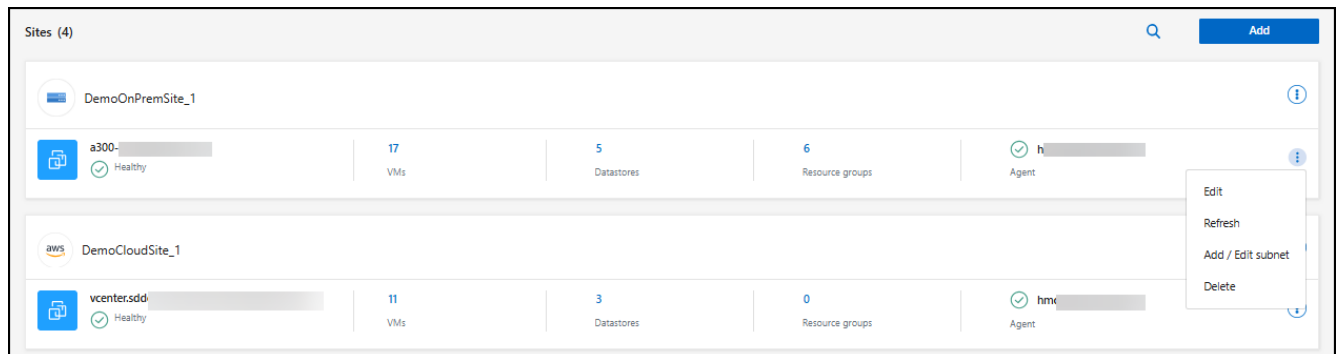 Sites (4)
Add
DemoOnPremSite_1
a300-
Healthy
17
VMs
5
Datastores
6
Resource groups
h
Agent
Edit
Refresh
Add / Edit subnet
Delete
aws
DemoCloudSite_1
vcenter.sdd
Healthy
11
VMs
3
Datastores
0
Resource groups
hm
Agent